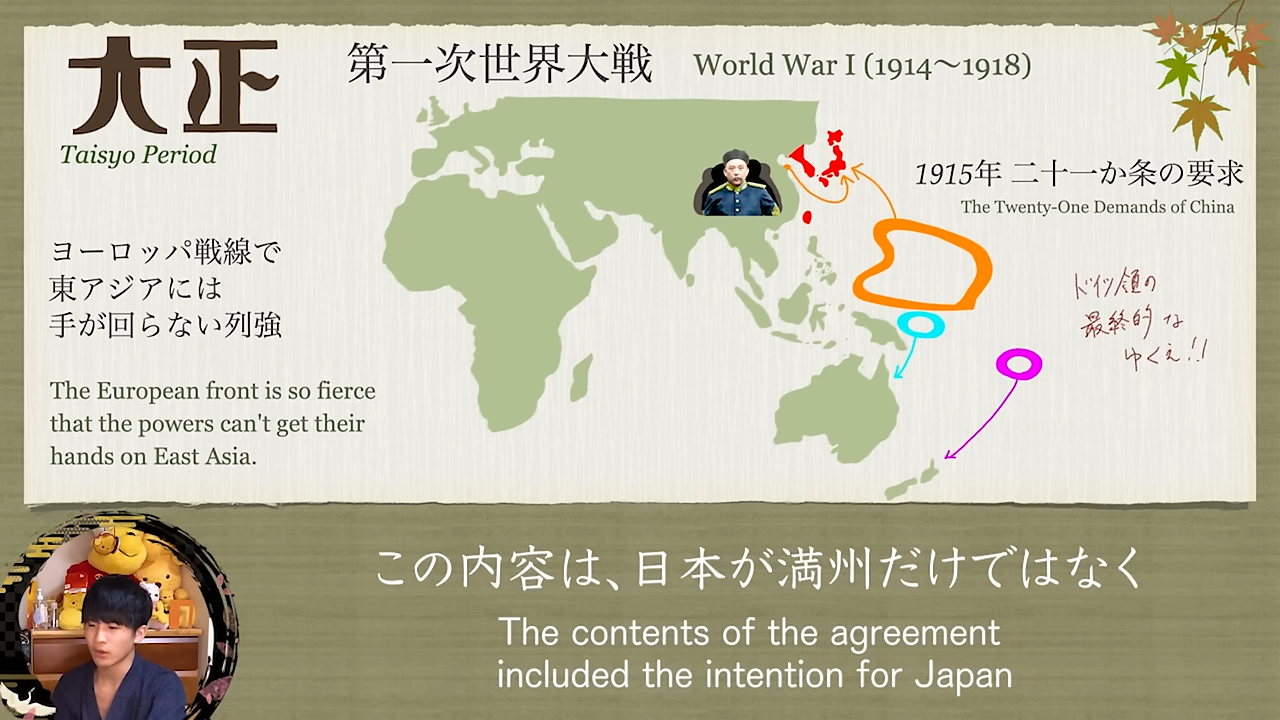 大正
Taisyo Period
第一次世界大戦
World War I (1914〜1918)
1915年 二十一か条の要求
The Twenty-One Demands of China
ヨーロッパ戦線で
東アジアには
手が回らない列強
The European front is so fierce
that the powers can't get their
hands on East Asia.
ドイツ領の
最終的な
ゆくえ!!
この内容は、日本が満州だけではなく
The contents of the agreement
included the intention for Japan